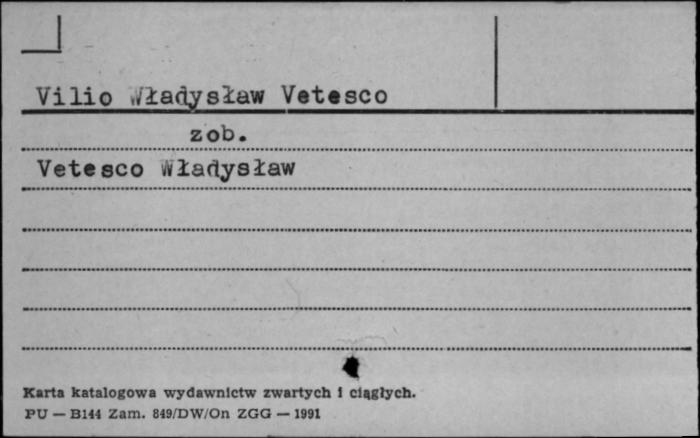 Vilio Władysław Vetesco
zob.
Vetesco Władysław
Karta katalogowa wydawnictw zwartych i ciągłych.
PU — B144 Zam. 849/DW/On ZGG — 1991